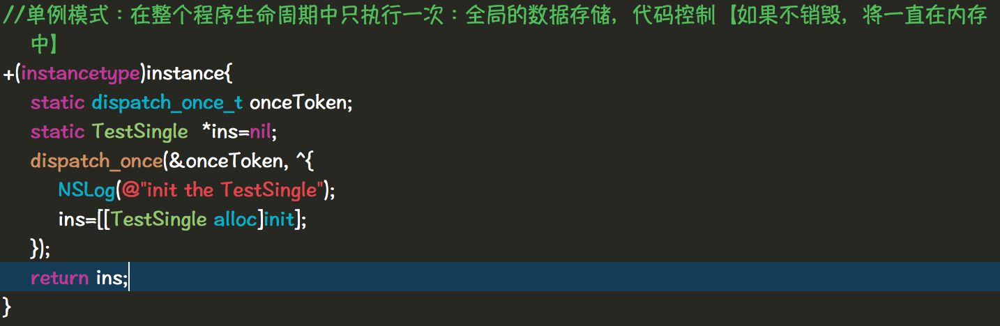 //单例模式：在整个程序生命周期中只执行一次：全局的数据存储，代码控制【如果不销毁，将一直在内存
中】
+(instancetype)instance{
static dispatch_once_t onceToken;
static TestSingle  *ins=nil;
dispatch_once(&onceToken, ^{
NSLog(@"init the TestSingle");
ins=[[TestSingle alloc]init];
});
return ins;
}